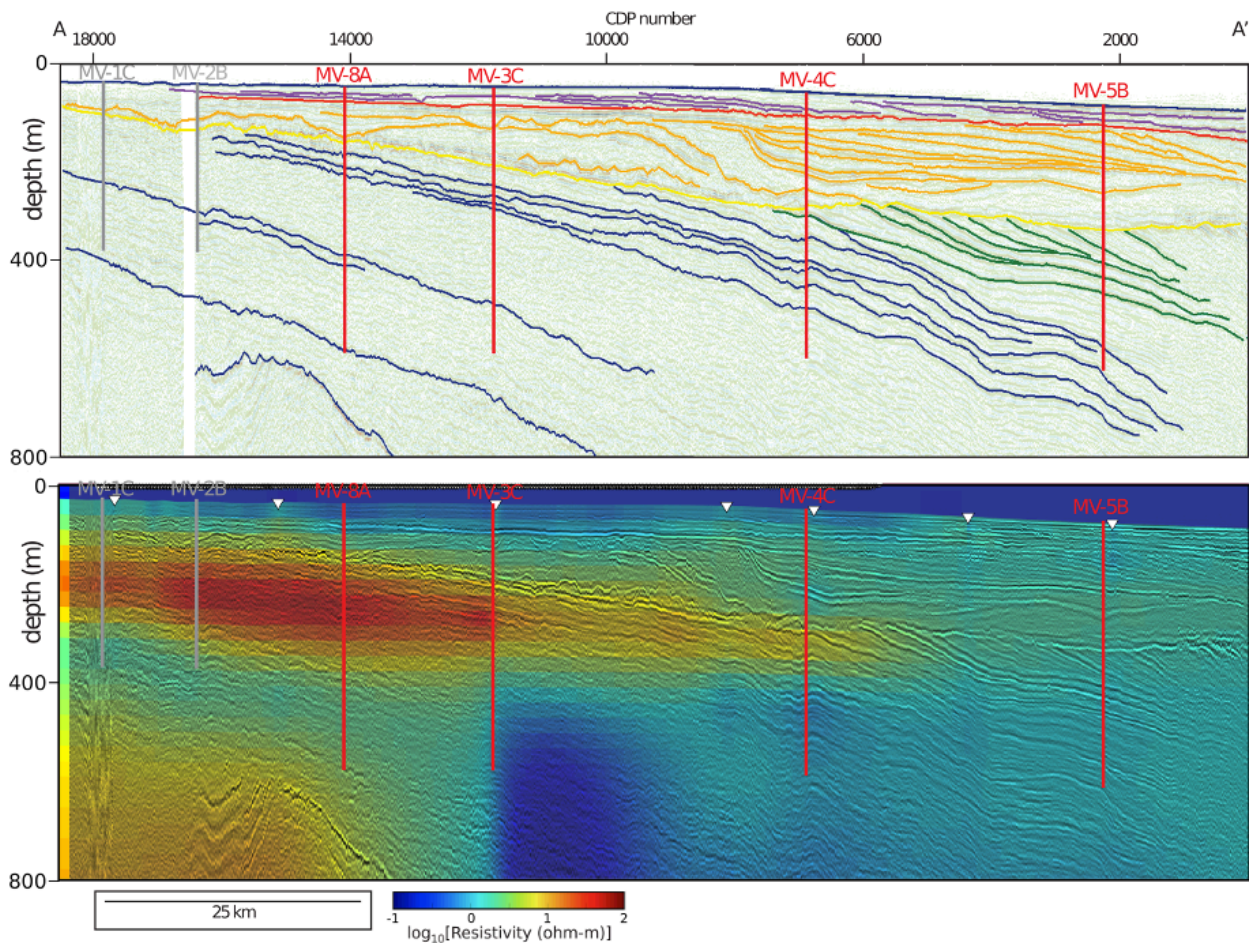 CDP number
A 18000 14000 10000 6000 2000 A'
0
MV-1C MV-2B MV-8A MV-3C MV-4C MV-5B
depth (m)
400
800
0
MV-1C MV-2B MV-8A MV-3C MV-4C MV-5B
depth (m)
400
800
25 km
-1 0 1 2
log₁₀[Resistivity (ohm-m)]